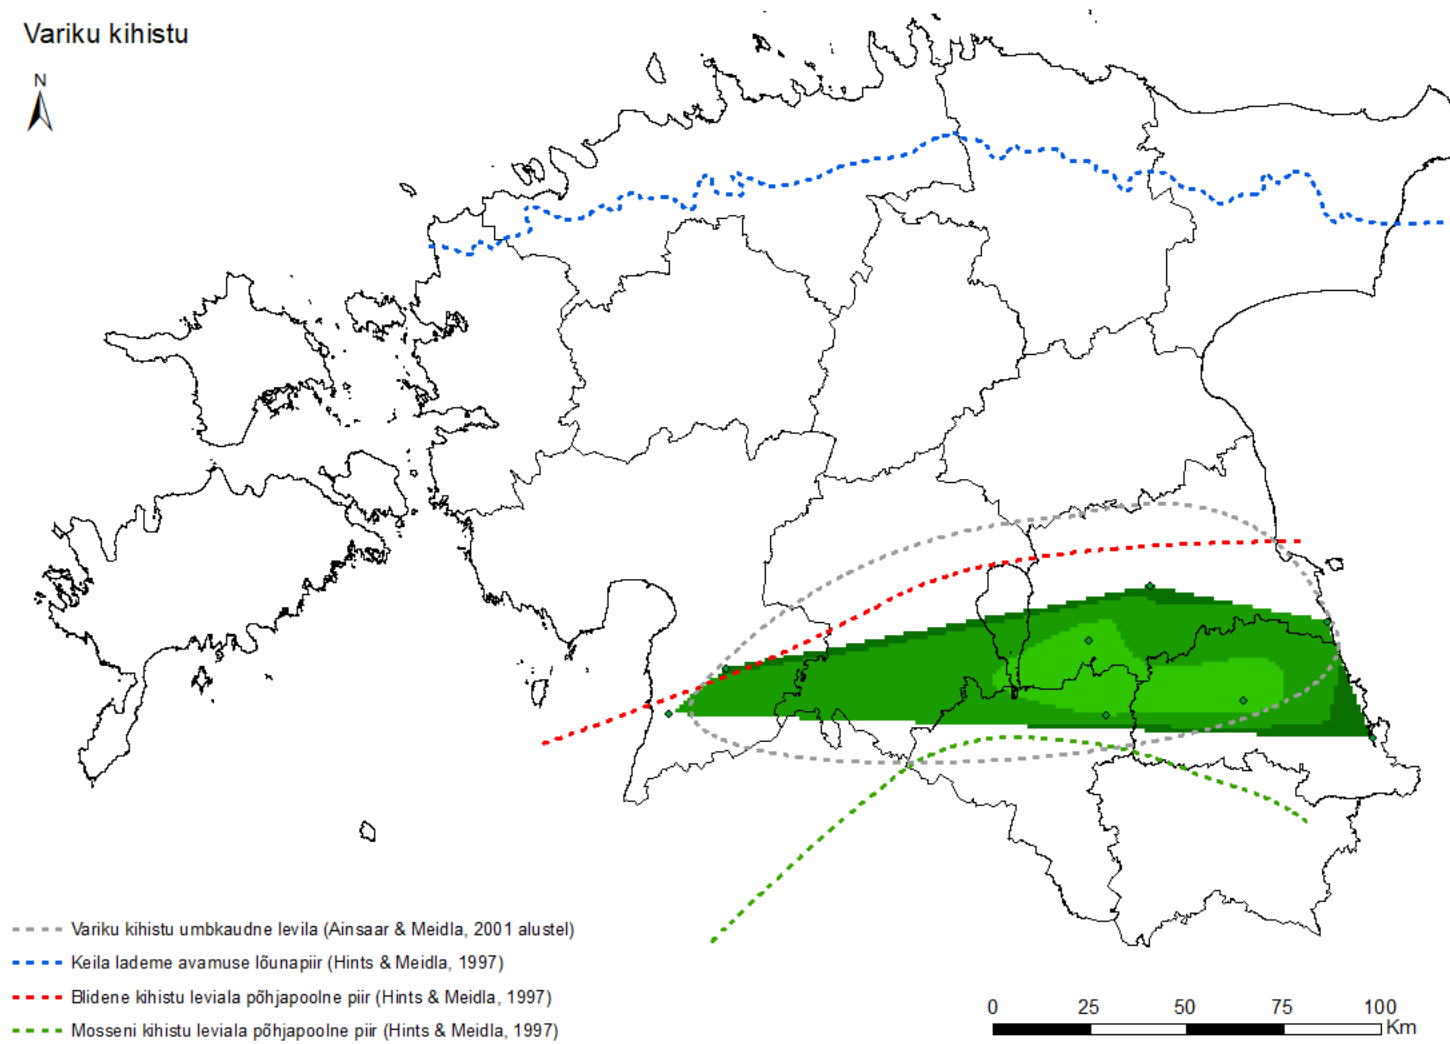 Variku kihistu
N
Variku kihistu umbkaudne levila (Ainsaar & Meidla, 2001 alustel)
Keila lademe avamuse lõunapiir (Hints & Meidla, 1997)
Blidene kihistu leviala põhjapoolne piir (Hints & Meidla, 1997)
Mosseni kihistu leviala põhjapoolne piir (Hints & Meidla, 1997)
0 25 50 75 100
Km